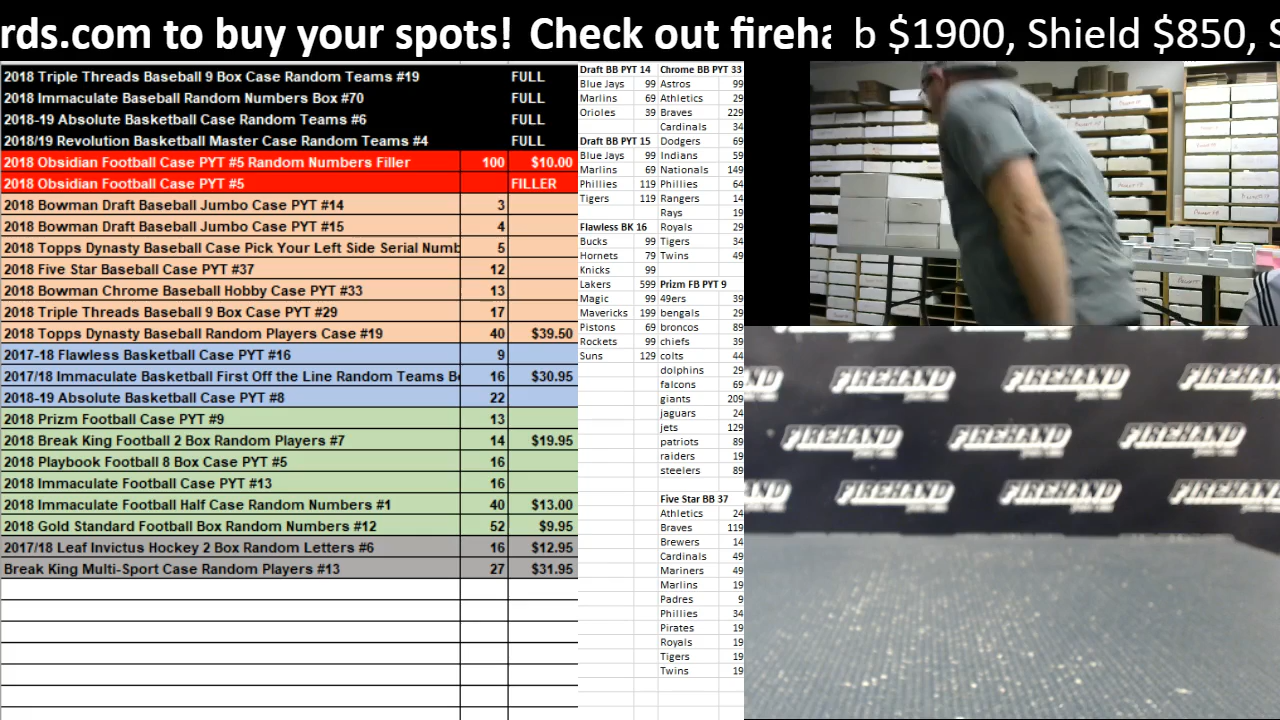 rds.com to buy your spots! Check out fireha
b $1900, Shield $850, S
2018 Triple Threads Baseball 9 Box Case Random Teams #19 FULL
2018 Immaculate Baseball Random Numbers Box #70 FULL
2018-19 Absolute Basketball Case Random Teams #6 FULL
2018/19 Revolution Basketball Master Case Random Teams #4 FULL
2018 Obsidian Football Case PYT #5 Random Numbers Filler 100 $10.00
2018 Obsidian Football Case PYT #5 FILLER
2018 Bowman Draft Baseball Jumbo Case PYT #14 3
2018 Bowman Draft Baseball Jumbo Case PYT #15 4
2018 Topps Dynasty Baseball Case Pick Your Left Side Serial Numb 5
2018 Five Star Baseball Case PYT #37 12
2018 Bowman Chrome Baseball Hobby Case PYT #33 13
2018 Triple Threads Baseball 9 Box Case PYT #29 17
2018 Topps Dynasty Baseball Random Players Case #19 40 $39.50
2017-18 Flawless Basketball Case PYT #16 9
2017/18 Immaculate Basketball First Off the Line Random Teams Bo 16 $30.95
2018-19 Absolute Basketball Case PYT #8 22
2018 Prizm Football Case PYT #9 13
2018 Break King Football 2 Box Random Players #7 14 $19.95
2018 Playbook Football 8 Box Case PYT #5 16
2018 Immaculate Football Case PYT #13 16
2018 Immaculate Football Half Case Random Numbers #1 40 $13.00
2018 Gold Standard Football Box Random Numbers #12 52 $9.95
2017/18 Leaf Invictus Hockey 2 Box Random Letters #6 16 $12.95
Break King Multi-Sport Case Random Players #13 27 $31.95
Draft BB PYT 14
Blue Jays 99
Marlins 69
Orioles 39
Draft BB PYT 15
Blue Jays 99
Marlins 69
Phillies 119
Tigers 119
Flawless BK 16
Bucks 99
Hornets 79
Knicks 99
Lakers 599
Magic 99
Mavericks 199
Pistons 69
Rockets 99
Suns 129
Chrome BB PYT 33
Astros 99
Athletics 29
Braves 229
Cardinals 34
Dodgers 69
Indians 59
Nationals 149
Phillies 64
Rangers 14
Rays 19
Royals 29
Tigers 34
Twins 49
Prizm FB PYT 9
49ers 39
bengals 29
broncos 89
chiefs 39
colts 44
dolphins 29
falcons 69
giants 209
jaguars 24
jets 129
patriots 89
raiders 19
steelers 89
Five Star BB 37
Athletics 24
Braves 119
Brewers 14
Cardinals 49
Mariners 49
Marlins 19
Padres 9
Phillies 34
Pirates 19
Royals 19
Tigers 19
Twins 19
ND FIREHAND FIREHAND FIREHAND
FIREHAND FIREHAND FIREHAND
AND FIREHAND FIREHAND FIREHAND